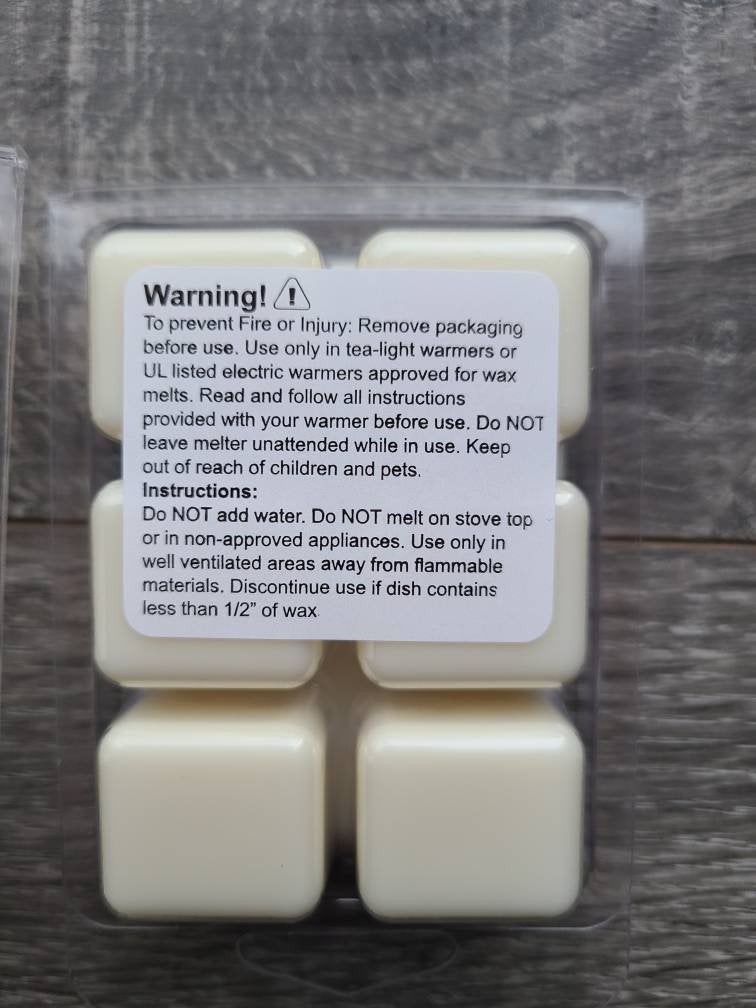 Warning! ⚠
To prevent Fire or Injury: Remove packaging
before use. Use only in tea-light warmers or
UL listed electric warmers approved for wax
melts. Read and follow all instructions
provided with your warmer before use. Do NOT
leave melter unattended while in use. Keep
out of reach of children and pets.
Instructions:
Do NOT add water. Do NOT melt on stove top
or in non-approved appliances. Use only in
well ventilated areas away from flammable
materials. Discontinue use if dish contains
less than 1/2” of wax.